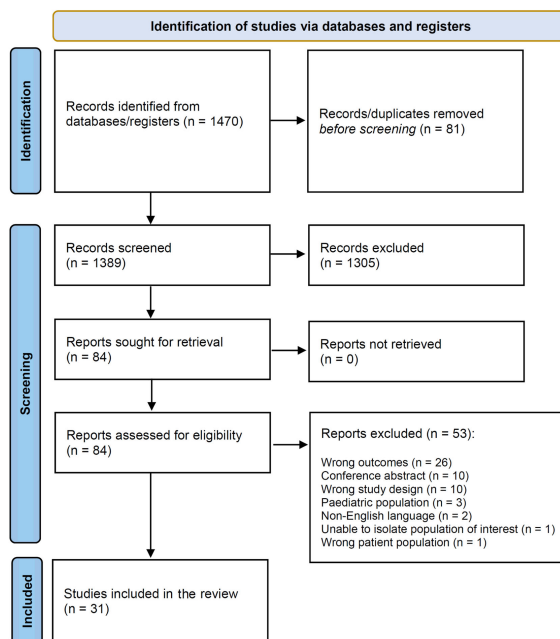 Identification of studies via databases and registers
Identification
Records identified from
databases/registers (n = 1470)
Records/duplicates removed
before screening (n = 81)
Screening
Records screened
(n = 1389)
Records excluded
(n = 1305)
Reports sought for retrieval
(n = 84)
Reports not retrieved
(n = 0)
Reports assessed for eligibility
(n = 84)
Reports excluded (n = 53):
Wrong outcomes (n = 26)
Conference abstract (n = 10)
Wrong study design (n = 10)
Paediatric population (n = 3)
Non-English language (n = 2)
Unable to isolate population of interest (n = 1)
Wrong patient population (n = 1)
Included
Studies included in the review
(n = 31)